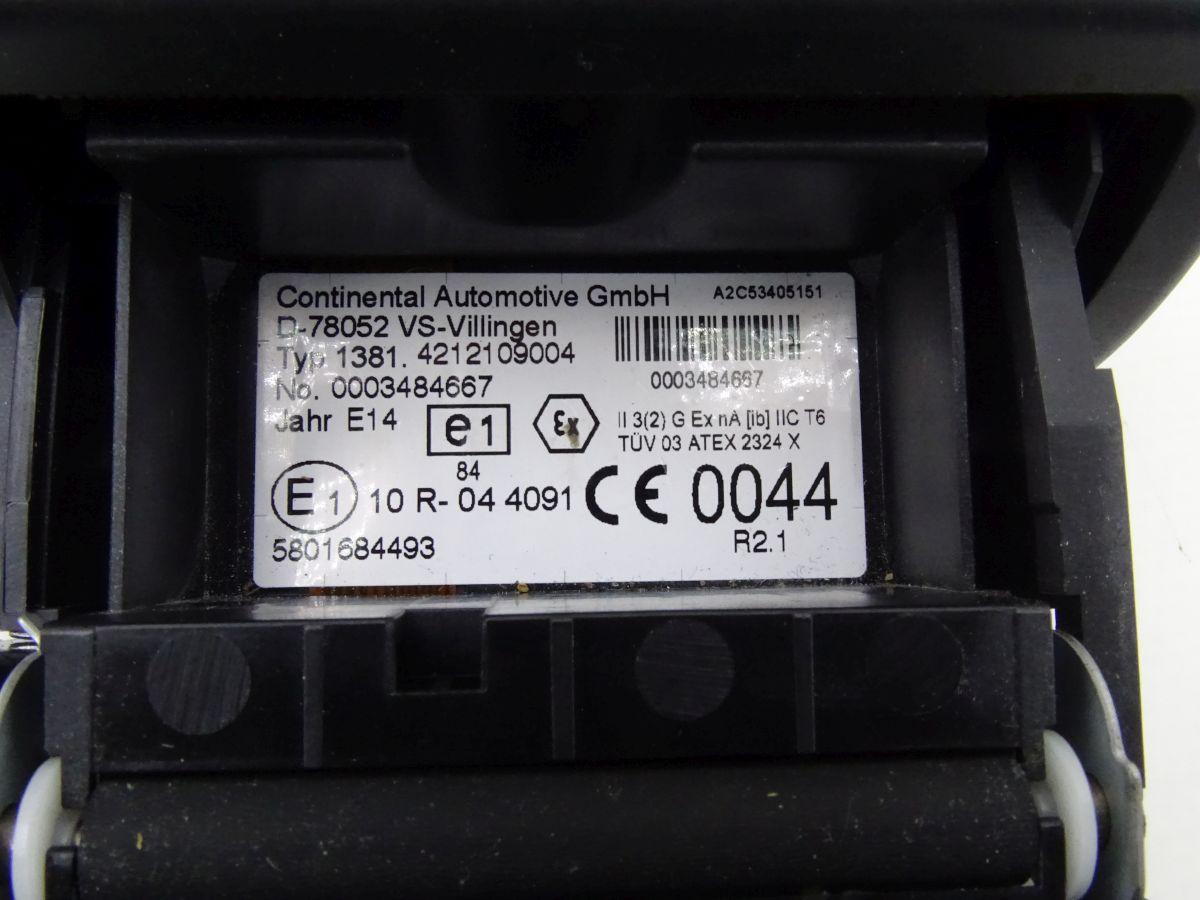 Continental Automotive GmbH A2C53405151
D-78052 VS-Villingen
Typ 1381. 4212109004
No. 0003484667 0003484667
Jahr E14 e1 εx II 3(2) G Ex nA [ib] IIC T6
84 TÜV 03 ATEX 2324 X
E1 10 R- 04 4091 CE 0044
5801684493 R2.1